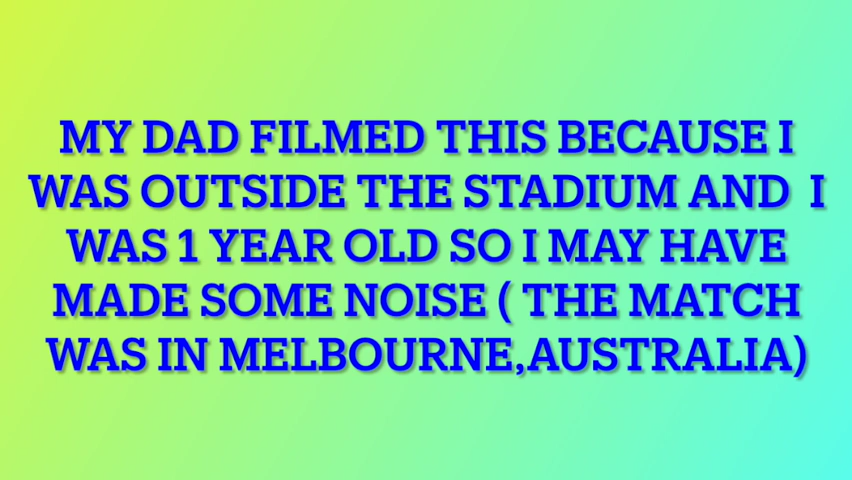 MY DAD FILMED THIS BECAUSE I
WAS OUTSIDE THE STADIUM AND  I
WAS 1 YEAR OLD SO I MAY HAVE
MADE SOME NOISE ( THE MATCH
WAS IN MELBOURNE,AUSTRALIA)